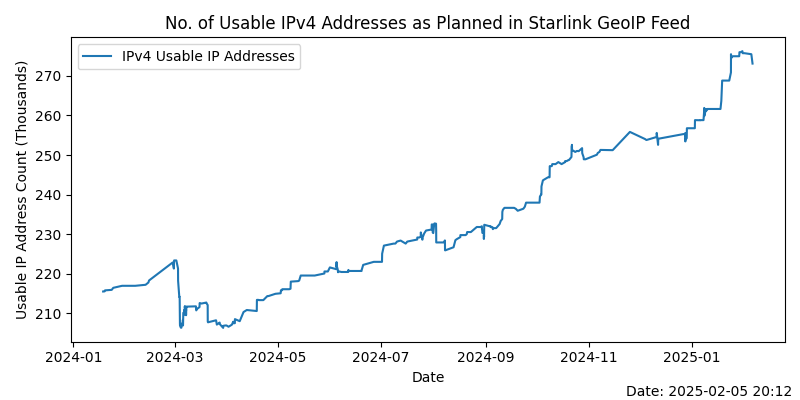 No. of Usable IPv4 Addresses as Planned in Starlink GeoIP Feed
IPv4 Usable IP Addresses
Usable IP Address Count (Thousands)
270
260
250
240
230
220
210
2024-01 2024-03 2024-05 2024-07 2024-09 2024-11 2025-01
Date
Date: 2025-02-05 20:12